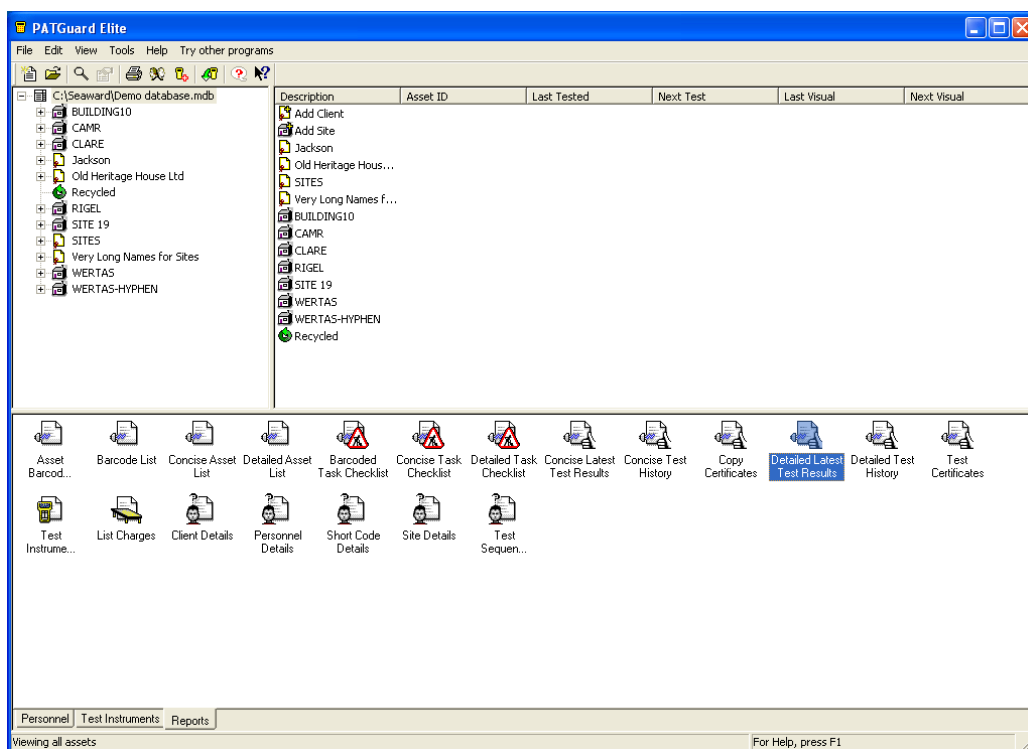 PATGuard Elite
File Edit View Tools Help Try other programs
C:\Seaward\Demo database.mdb
BUILDING10
CAMR
CLARE
Jackson
Old Heritage House Ltd
Recycled
RIGEL
SITE 19
SITES
Very Long Names for Sites
WERTAS
WERTAS-HYPHEN
Description Asset ID Last Tested Next Test Last Visual Next Visual
Add Client
Add Site
Jackson
Old Heritage Hous...
SITES
Very Long Names f...
BUILDING10
CAMR
CLARE
RIGEL
SITE 19
WERTAS
WERTAS-HYPHEN
Recycled
Asset Barcode List Concise Asset Detailed Asset Barcoded Concise Task Detailed Task Concise Latest Concise Test Copy Detailed Latest Detailed Test Test
Barcod... List List Task Checklist Checklist Checklist Test Results History Certificates Test Results History Certificates
Test List Charges Client Details Personnel Short Code Site Details Test
Instrume... Details Details Sequen...
Personnel Test Instruments Reports
Viewing all assets For Help, press F1